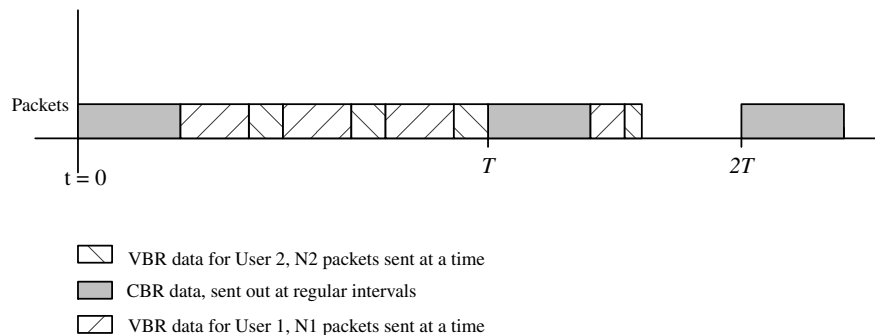 Packets
t = 0
T
2T
VBR data for User 2, N2 packets sent at a time
CBR data, sent out at regular intervals
VBR data for User 1, N1 packets sent at a time